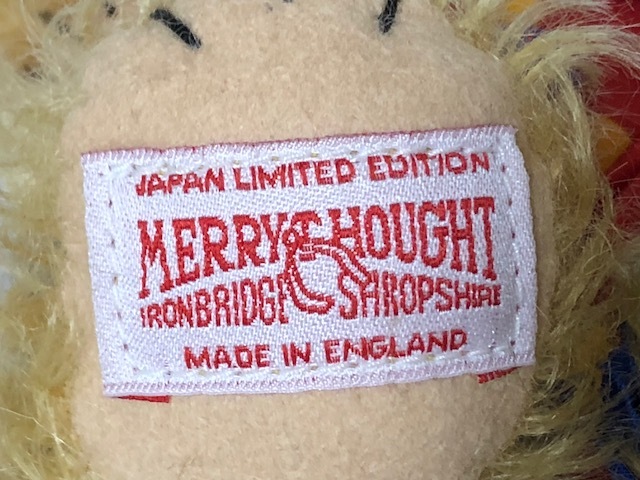 JAPAN LIMITED EDITION
MERRYTHOUGHT
IRONBRIDGE SHROPSHIRE
MADE IN ENGLAND